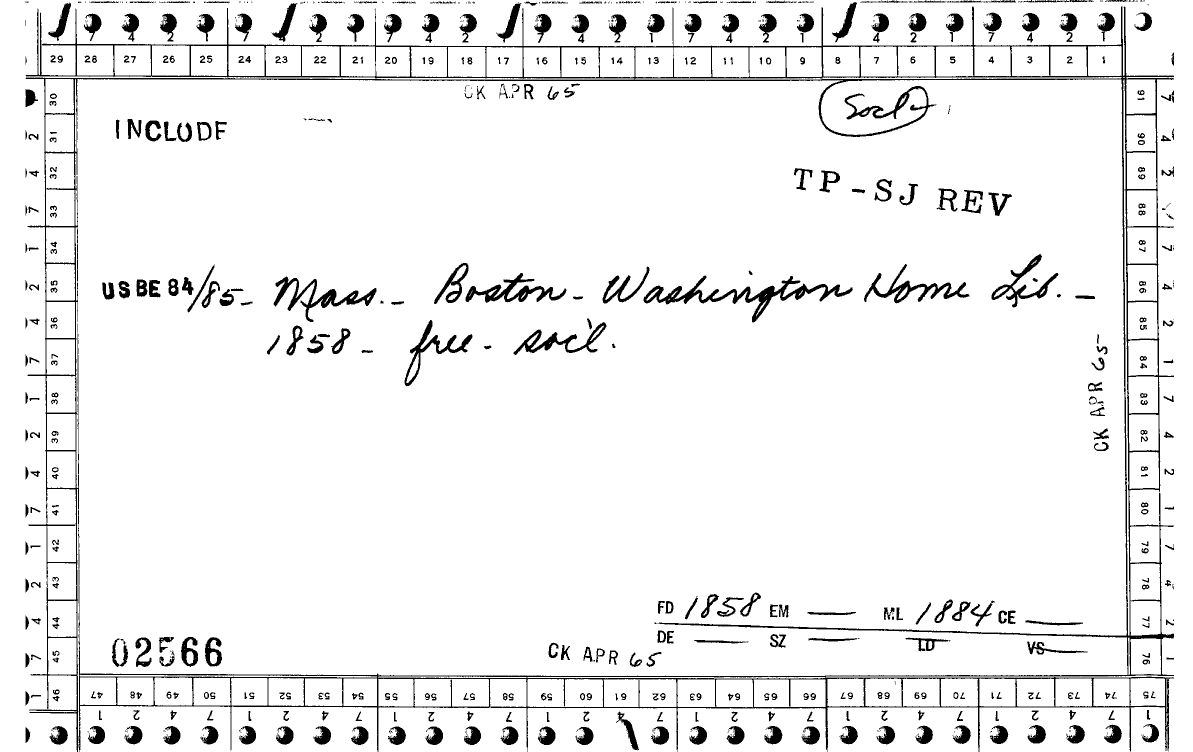 7 4 2 1 7 4 2 1 7 4 2 1 7 4 2 1 7 4 2 1 7 4 2 1 7 4 2 1
29 28 27 26 25 24 23 22 21 20 19 18 17 16 15 14 13 12 11 10 9 8 7 6 5 4 3 2 1
CK APR 65
Socl
INCLUDE
TP-SJ REV
USBE 84/85- Mass.- Boston- Washington Home Lib.-
1858- free- soc'l.
CK APR 65
FD 1858 EM ML 1884 CE
DE SZ LD VS
02566
CK APR 65
30 31 32 33 34 35 36 37 38 39 40 41 42 43 44 45 46
91 90 89 88 87 86 85 84 83 82 81 80 79 78 77 76
47 48 49 50 51 52 53 54 55 56 57 58 59 60 61 62 63 64 65 66 67 68 69 70 71 72 73 74 75
1 2 4 7 1 2 4 7 1 2 4 7 1 2 4 7 1 2 4 7 1 2 4 7 1 2 4 7 1